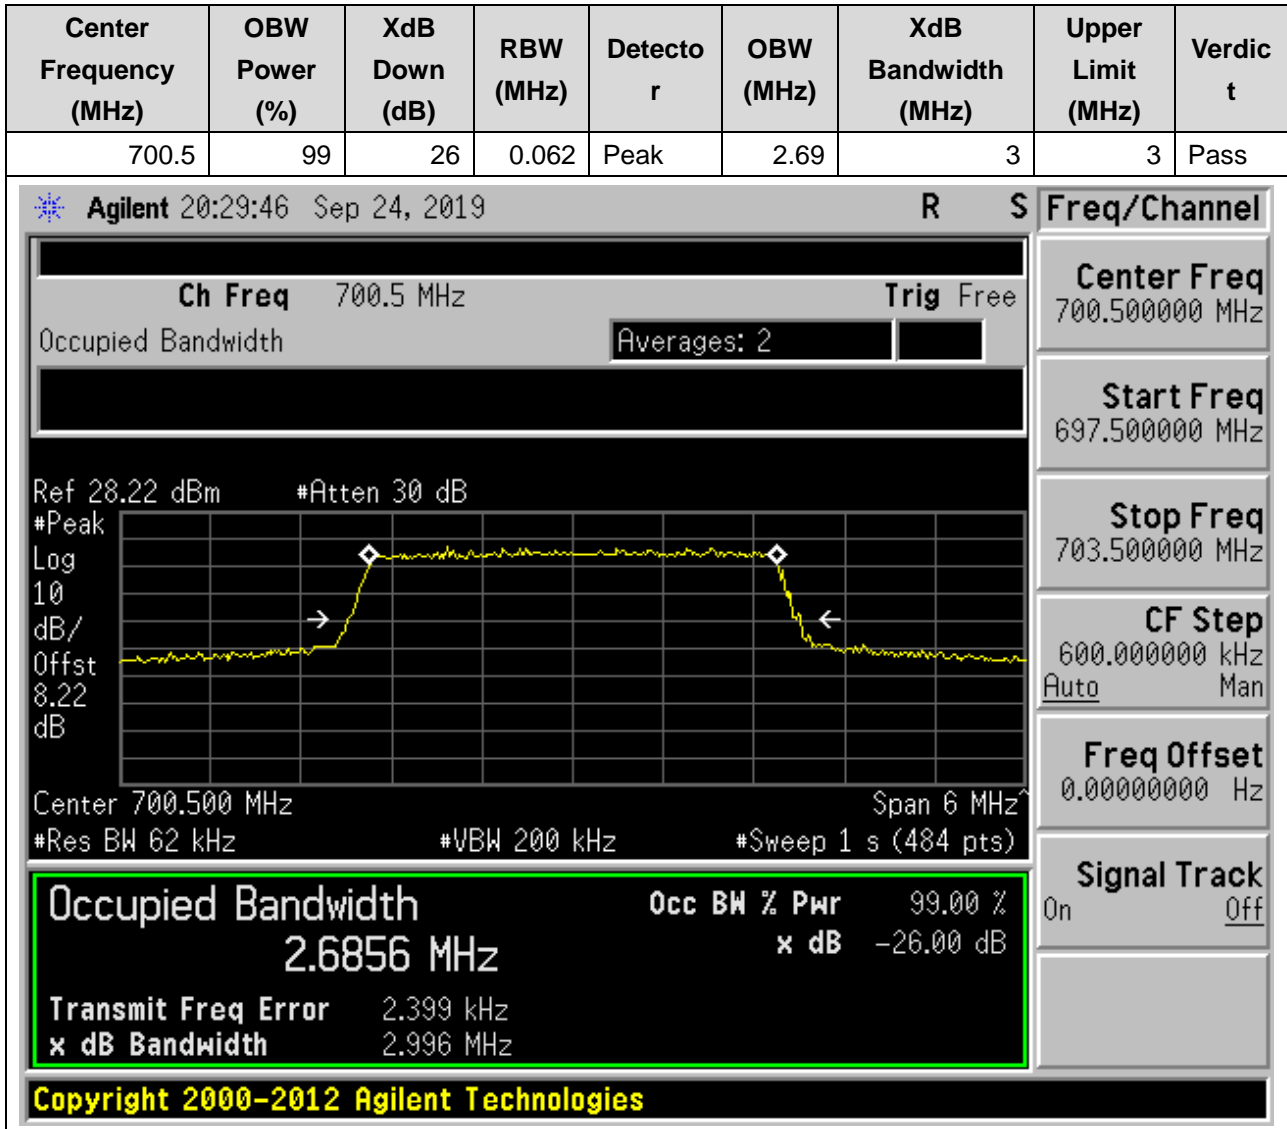 Center Frequency (MHz) OBW Power (%) XdB Down (dB) RBW (MHz) Detecto r OBW (MHz) XdB Bandwidth (MHz) Upper Limit (MHz) Verdic t
700.5 99 26 0.062 Peak 2.69 3 3 Pass
Agilent 20:29:46 Sep 24, 2019 R S
Freq/Channel
Ch Freq 700.5 MHz Trig Free
Occupied Bandwidth Averages: 2
Ref 28.22 dBm #Atten 30 dB
#Peak
Log
10
dB/
Offst
8.22
dB
Center 700.500 MHz Span 6 MHz^
#Res BW 62 kHz #VBW 200 kHz #Sweep 1 s (484 pts)
Occupied Bandwidth Occ BW % Pwr 99.00 %
2.6856 MHz x dB -26.00 dB
Transmit Freq Error 2.399 kHz
x dB Bandwidth 2.996 MHz
Center Freq
700.500000 MHz
Start Freq
697.500000 MHz
Stop Freq
703.500000 MHz
CF Step
600.000000 kHz
Auto Man
Freq Offset
0.00000000 Hz
Signal Track
On Off
Copyright 2000-2012 Agilent Technologies